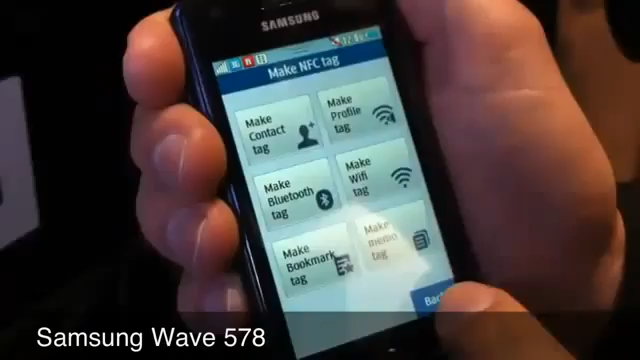 SAMSUNG
Make NFC tag
Make
Contact
tag
Make
Profile
tag
Make
Bluetooth
tag
Make
Wifi
tag
Make
Bookmark
tag
Make
memo
tag
Back
Samsung Wave 578